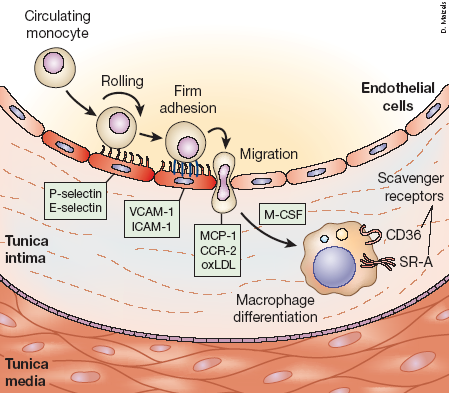 D. Maizels
Circulating
monocyte
Rolling
Firm
adhesion
Endothelial
cells
Migration
P-selectin
E-selectin
VCAM-1
ICAM-1
MCP-1
CCR-2
oxLDL
M-CSF
Scavenger
receptors
CD36
SR-A
Tunica
intima
Macrophage
differentiation
Tunica
media